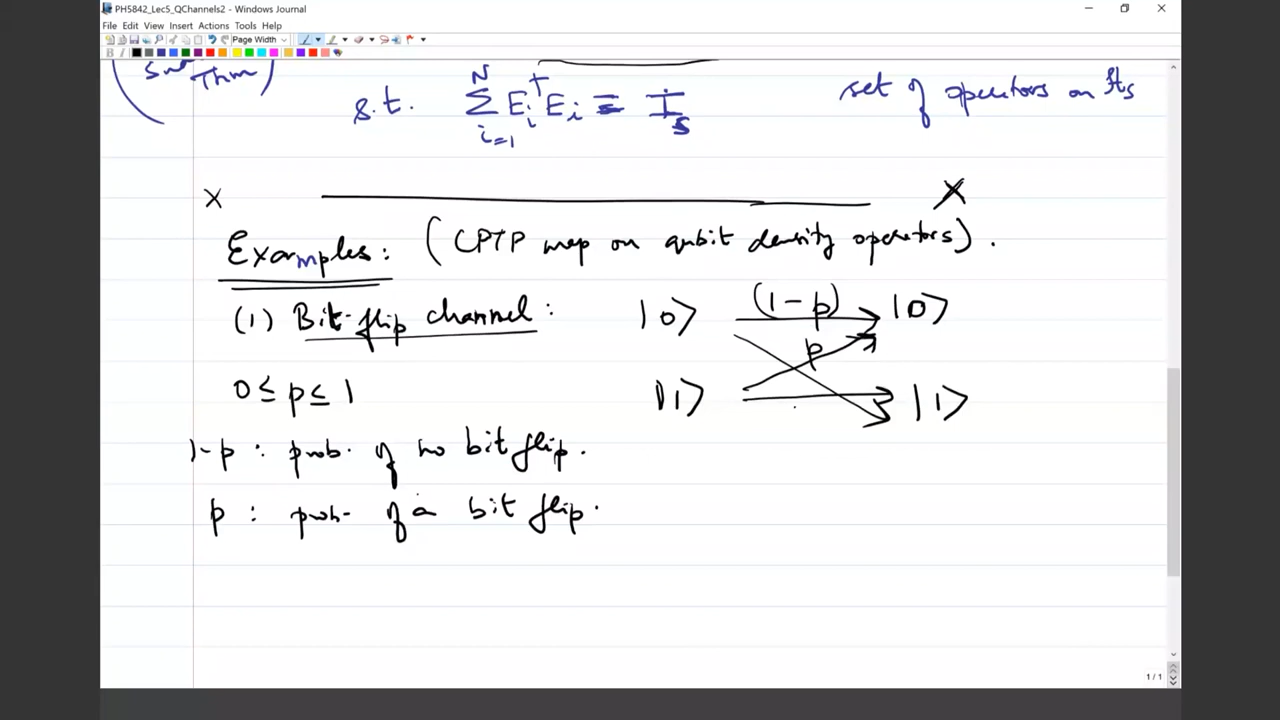 PH5842_Lec5_QChannels2 - Windows Journal
File Edit View Insert Actions Tools Help
Page Width
Thm)
s.t. N Σ i=1 E_i† E_i = I_s set of operators on ℋs
x ——— x
Examples: (CPTP map on qubit density operators).
(1) Bit-flip channel: |0⟩ (1-p) |0⟩
p
0 ≤ p ≤ 1 |1⟩ |1⟩
1-p : prob. of no bit flip.
p : prob. of a bit flip.
1 / 1